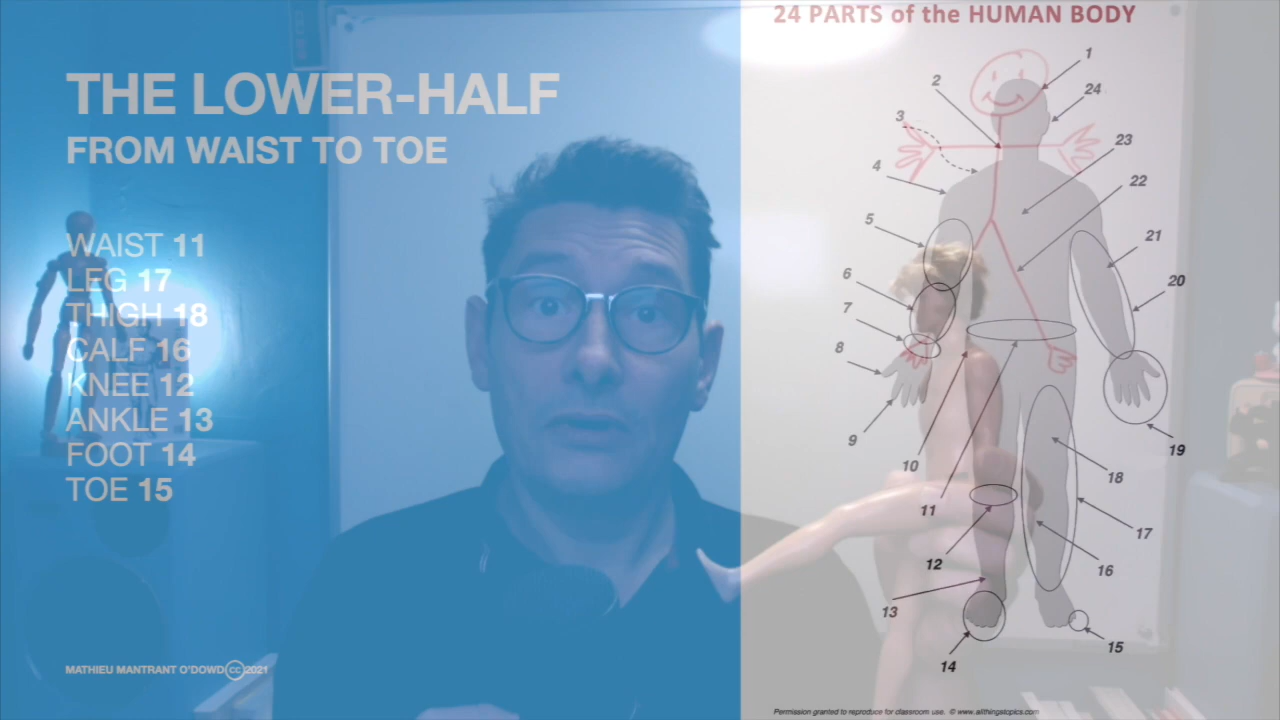 THE LOWER-HALF
FROM WAIST TO TOE
WAIST 11
LEG 17
THIGH 18
CALF 16
KNEE 12
ANKLE 13
FOOT 14
TOE 15
MATHIEU MANTRANT O'DOWD cc 2021
24 PARTS of the HUMAN BODY
1
2
24
3
23
4
22
5
21
6
20
7
8
9
19
10
18
11
17
12
16
13
15
14
Permission granted to reproduce for classroom use. © www.allthingstopics.com